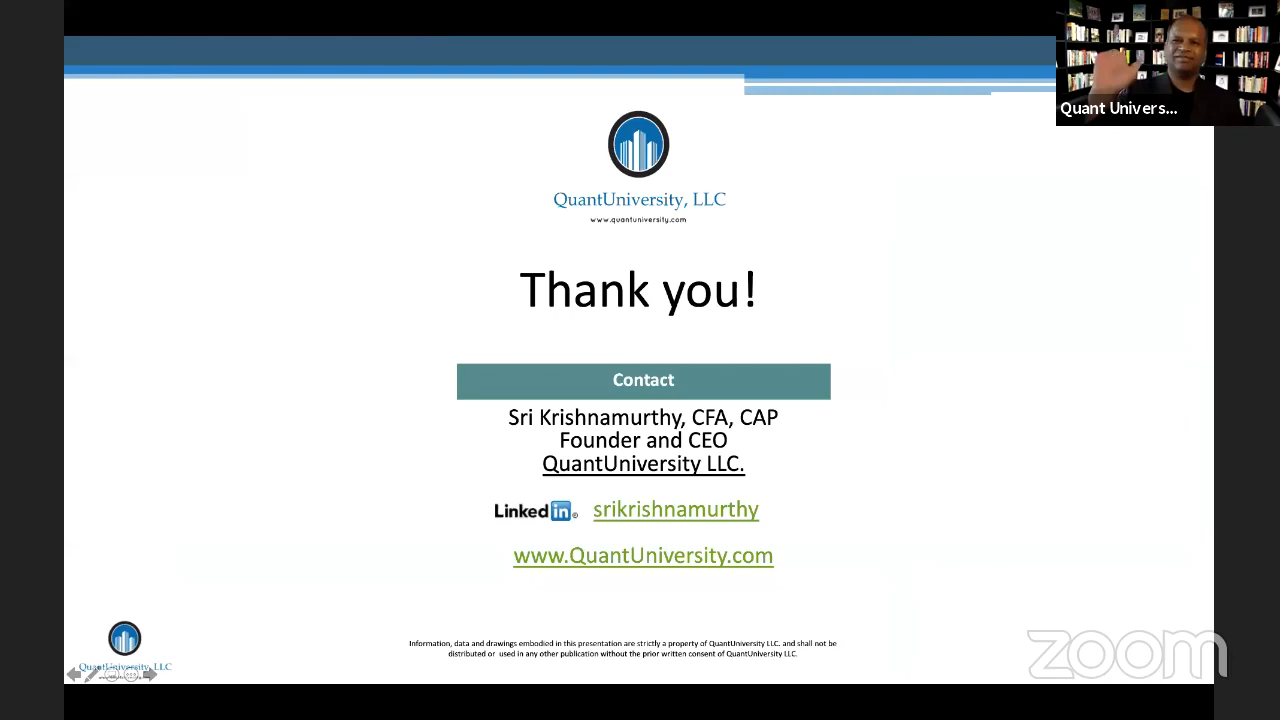 Quant Univers...
QuantUniversity, LLC
www.quantuniversity.com
Thank you!
Contact
Sri Krishnamurthy, CFA, CAP
Founder and CEO
QuantUniversity LLC.
Linked in ® srikrishnamurthy
www.QuantUniversity.com
QuantUniversity, LLC
Information, data and drawings embodied in this presentation are strictly a property of QuantUniversity LLC. and shall not be
distributed or used in any other publication without the prior written consent of QuantUniversity LLC.
zoom